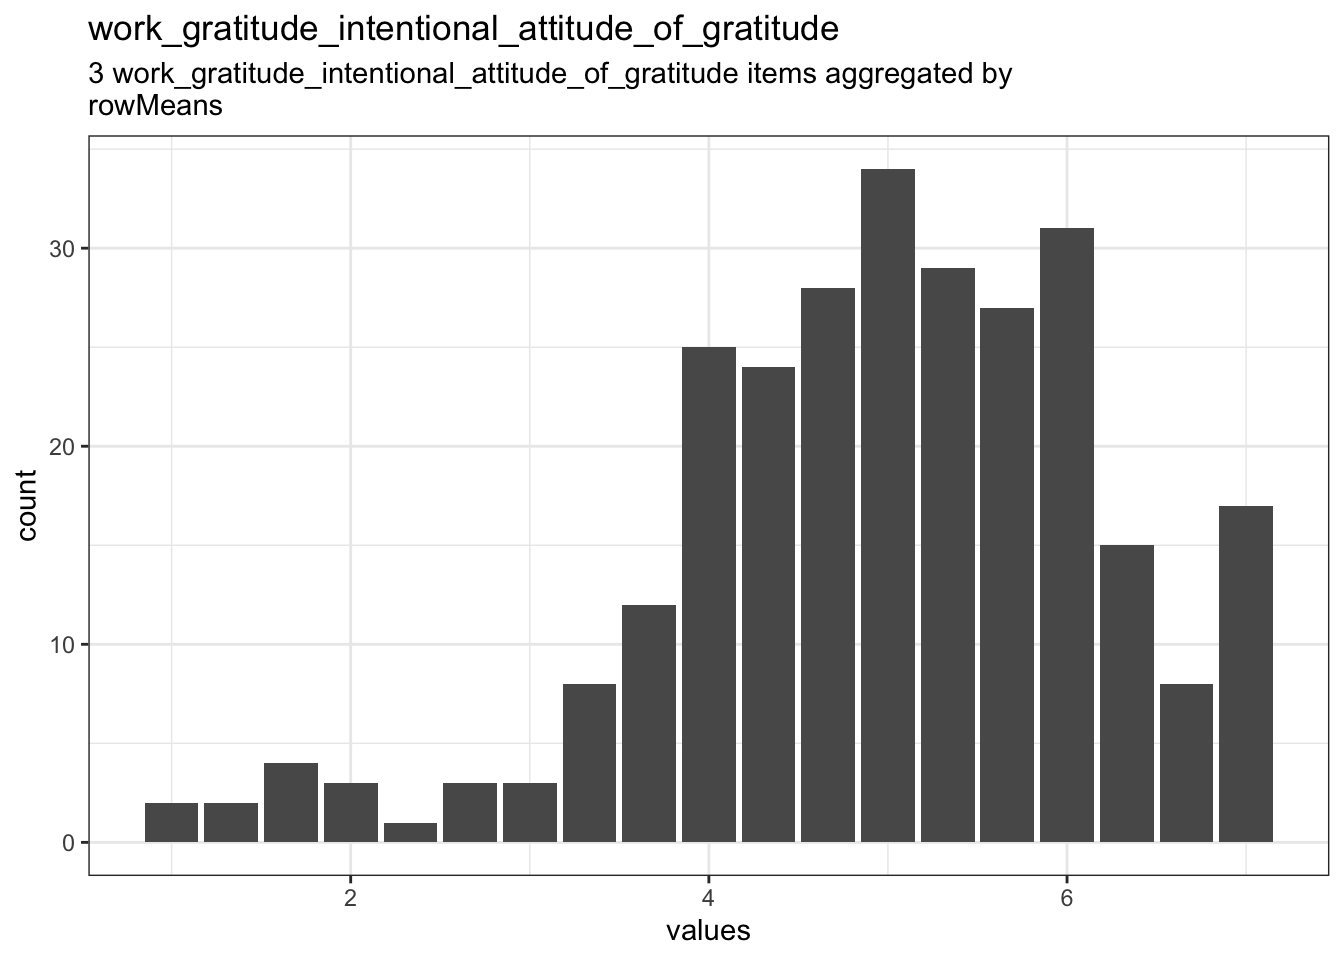 work_gratitude_intentional_attitude_of_gratitude
3 work_gratitude_intentional_attitude_of_gratitude items aggregated by
rowMeans
30
20
10
0
count
2 4 6
values